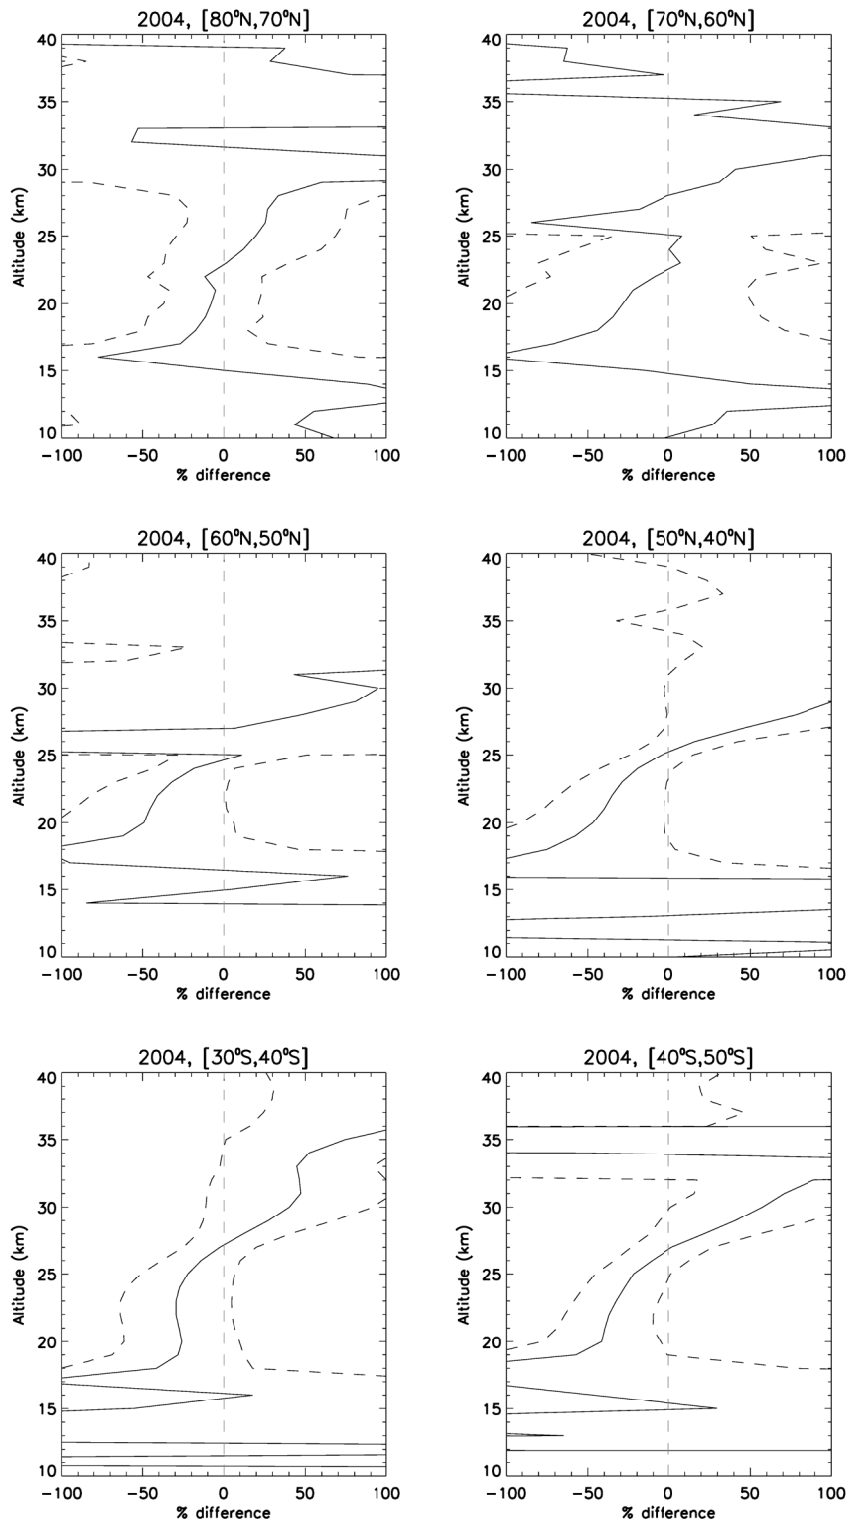 2004, [80°N,70°N]
40
35
30
25
20
15
10
Altitude (km)
-100 -50 0 50 100
% difference
2004, [70°N,60°N]
40
35
30
25
20
15
10
Altitude (km)
-100 -50 0 50 100
% difference
2004, [60°N,50°N]
40
35
30
25
20
15
10
Altitude (km)
-100 -50 0 50 100
% difference
2004, [50°N,40°N]
40
35
30
25
20
15
10
Altitude (km)
-100 -50 0 50 100
% difference
2004, [30°S,40°S]
40
35
30
25
20
15
10
Altitude (km)
-100 -50 0 50 100
% difference
2004, [40°S,50°S]
40
35
30
25
20
15
10
Altitude (km)
-100 -50 0 50 100
% difference